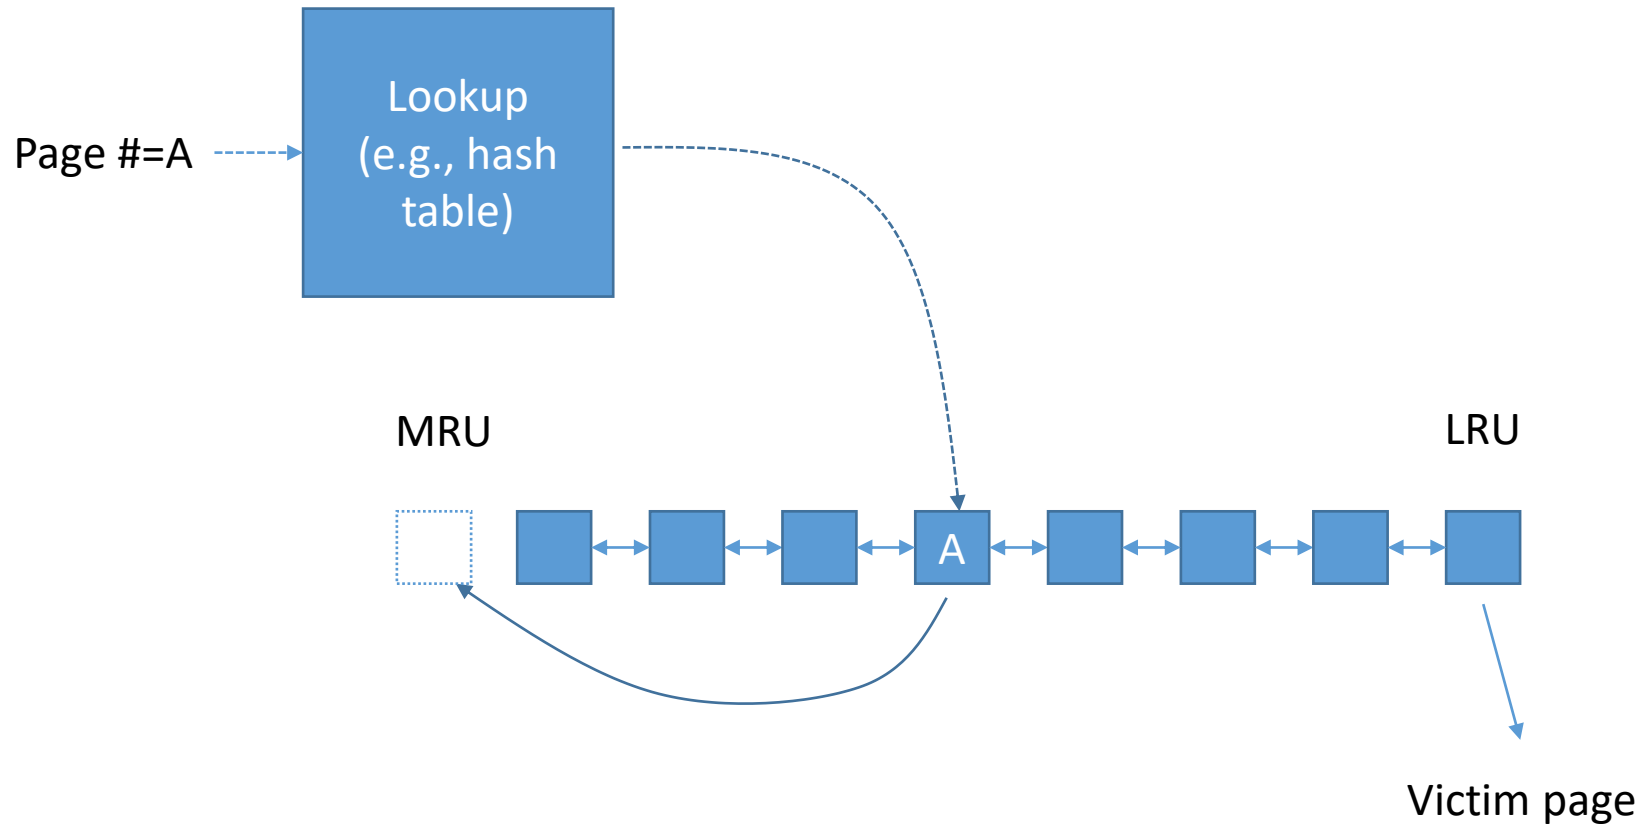 Lookup
Page #=A
(e.g., hash
table)
MRU
LRU
A
Victim page